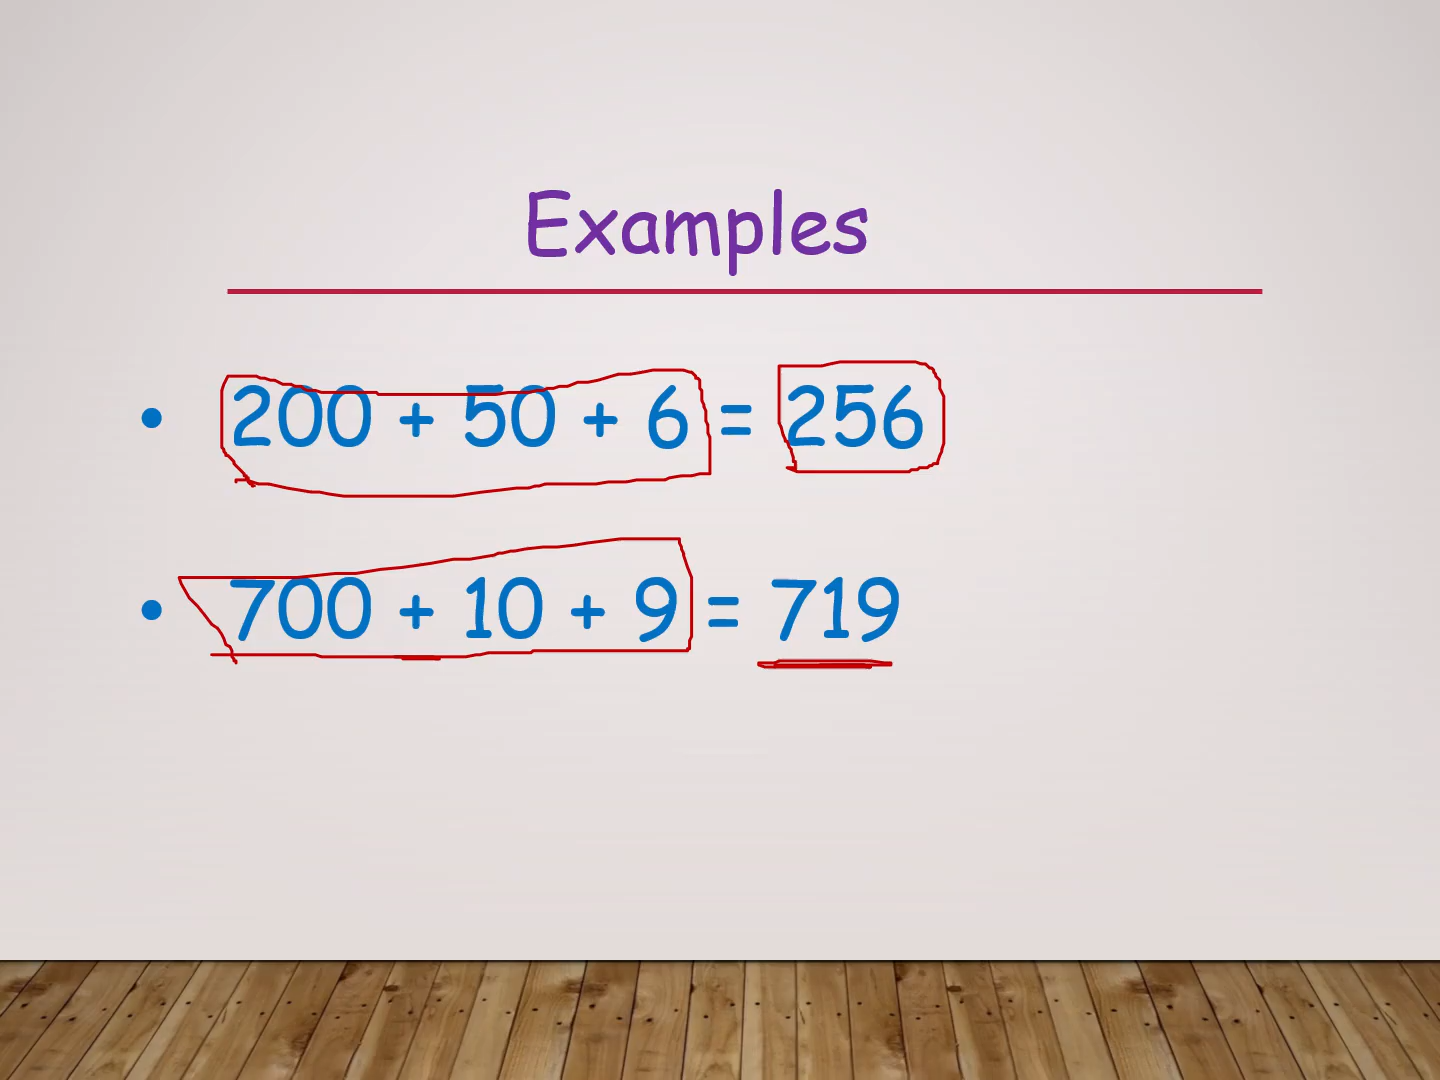 Examples
• 200 + 50 + 6 = 256
• 700 + 10 + 9 = 719